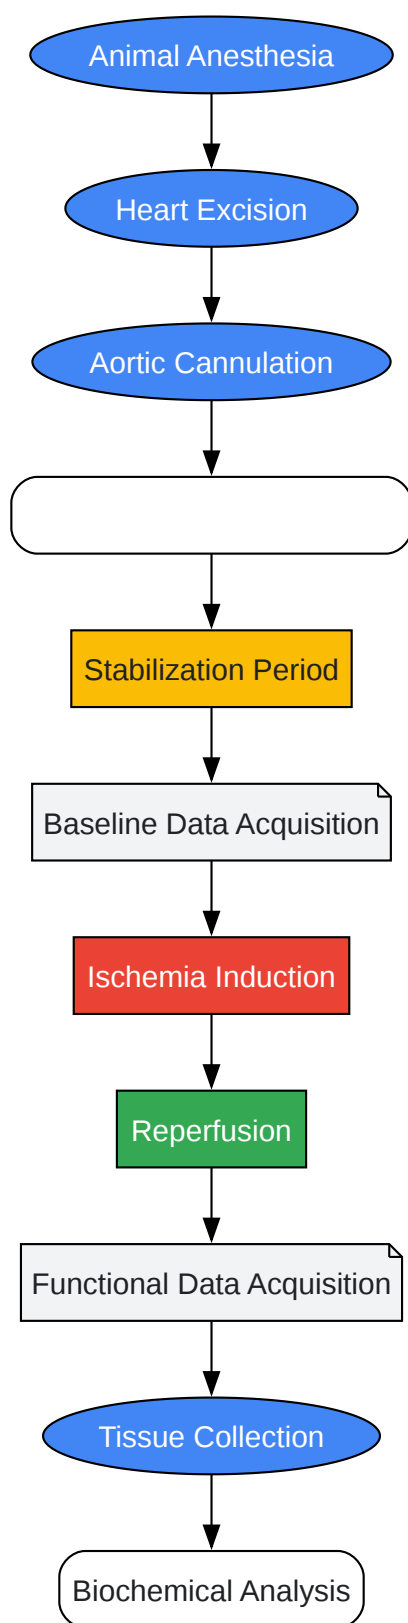 Animal Anesthesia
Heart Excision
Aortic Cannulation
Stabilization Period
Baseline Data Acquisition
Ischemia Induction
Reperfusion
Functional Data Acquisition
Tissue Collection
Biochemical Analysis